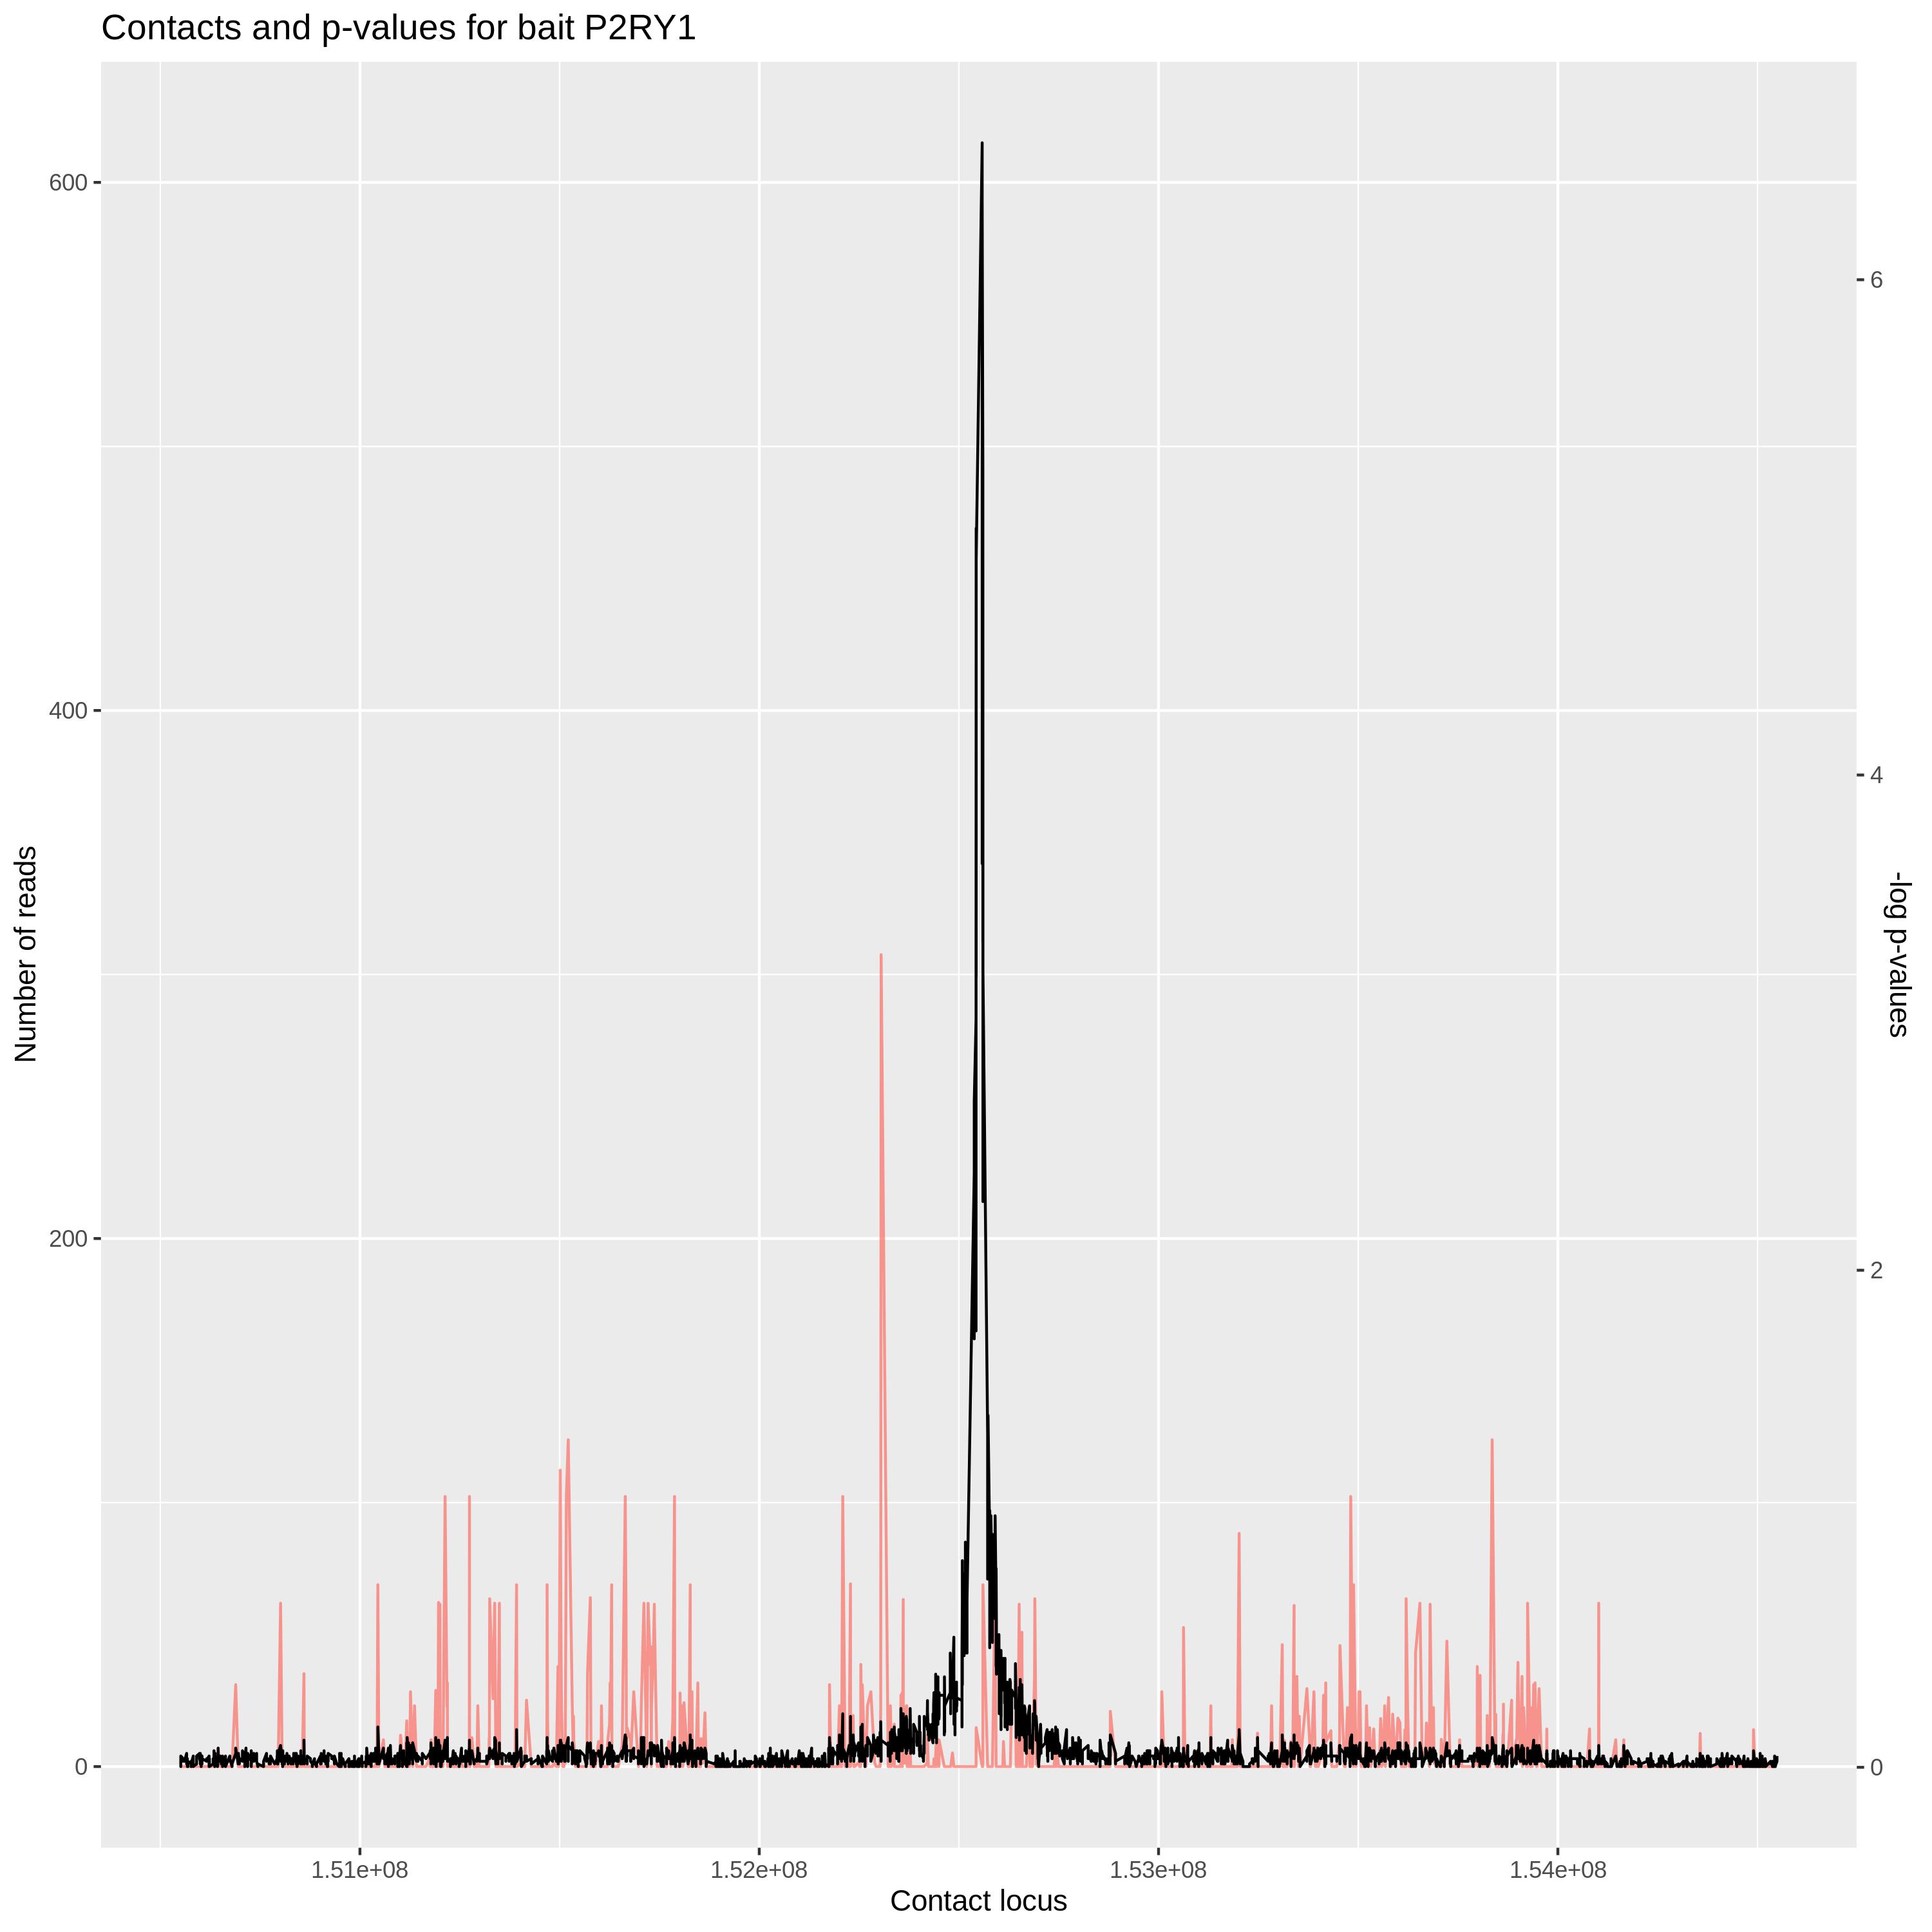 Contacts and p-values for bait P2RY1
600
400
200
0
Number of reads
6
4
2
0
-log p-values
1.51e+08 1.52e+08 1.53e+08 1.54e+08
Contact locus